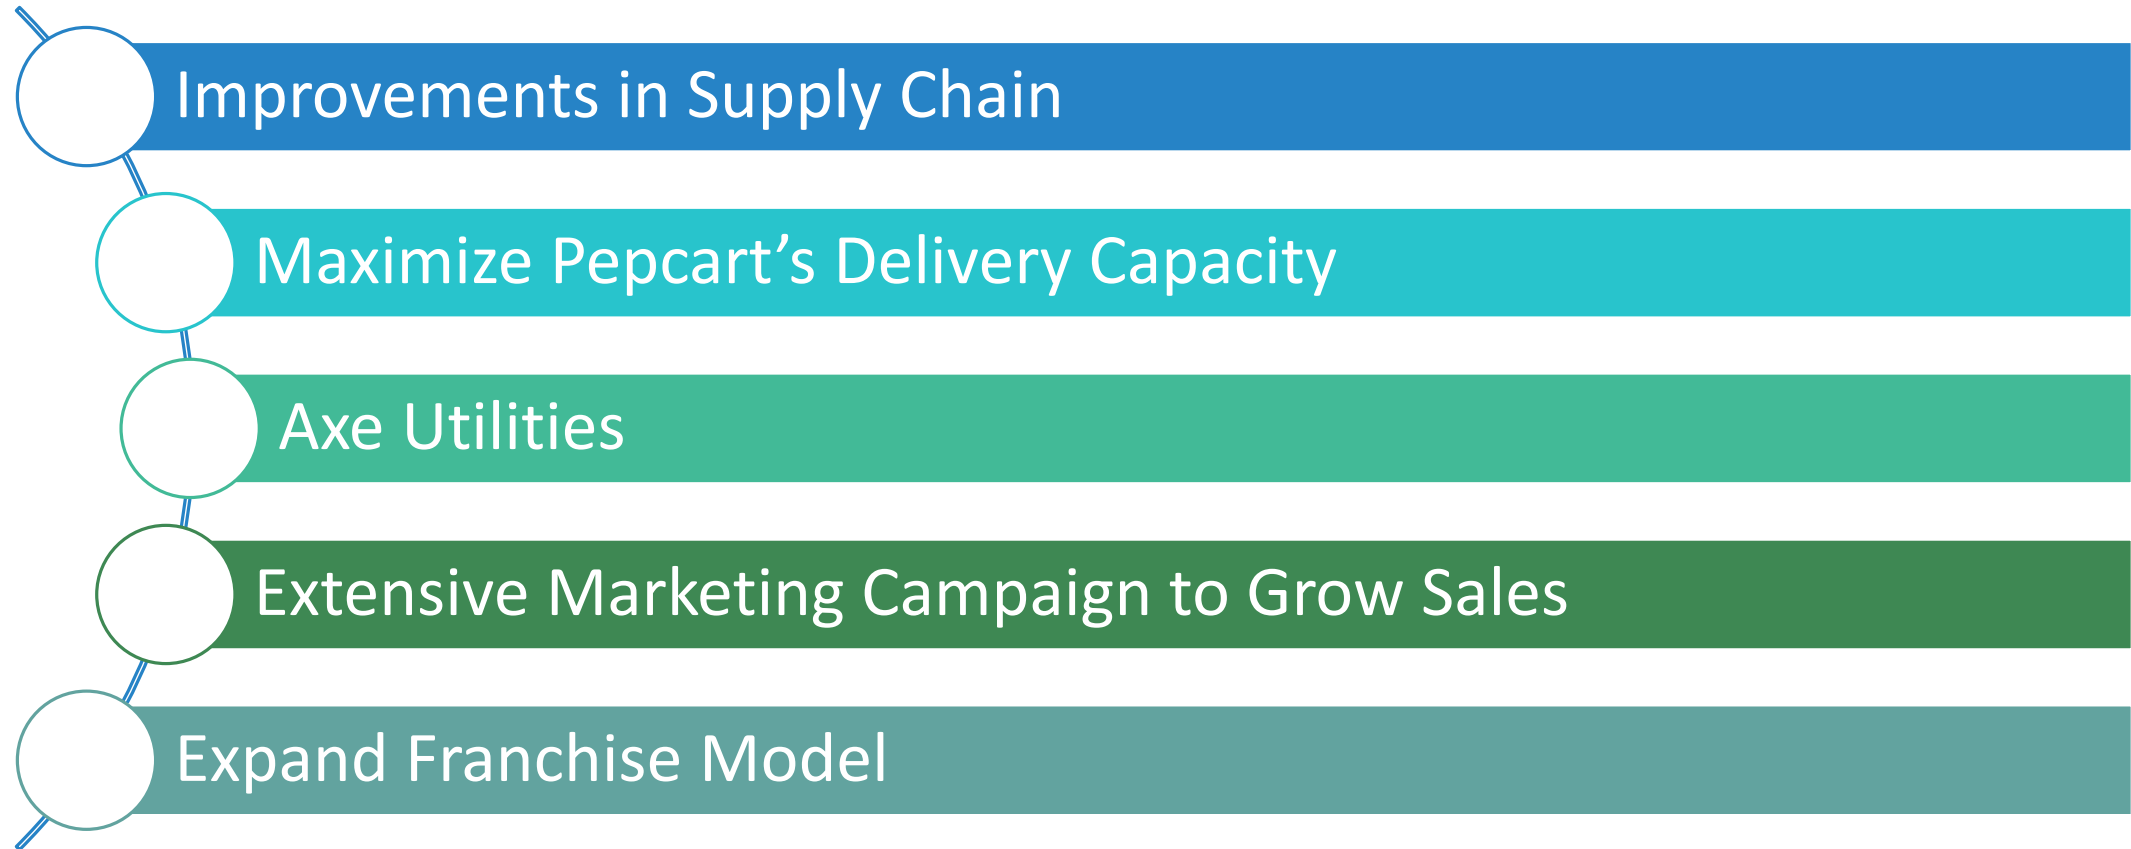 Improvements in Supply Chain
Maximize Pepcart’s Delivery Capacity
Axe Utilities
Extensive Marketing Campaign to Grow Sales
Expand Franchise Model